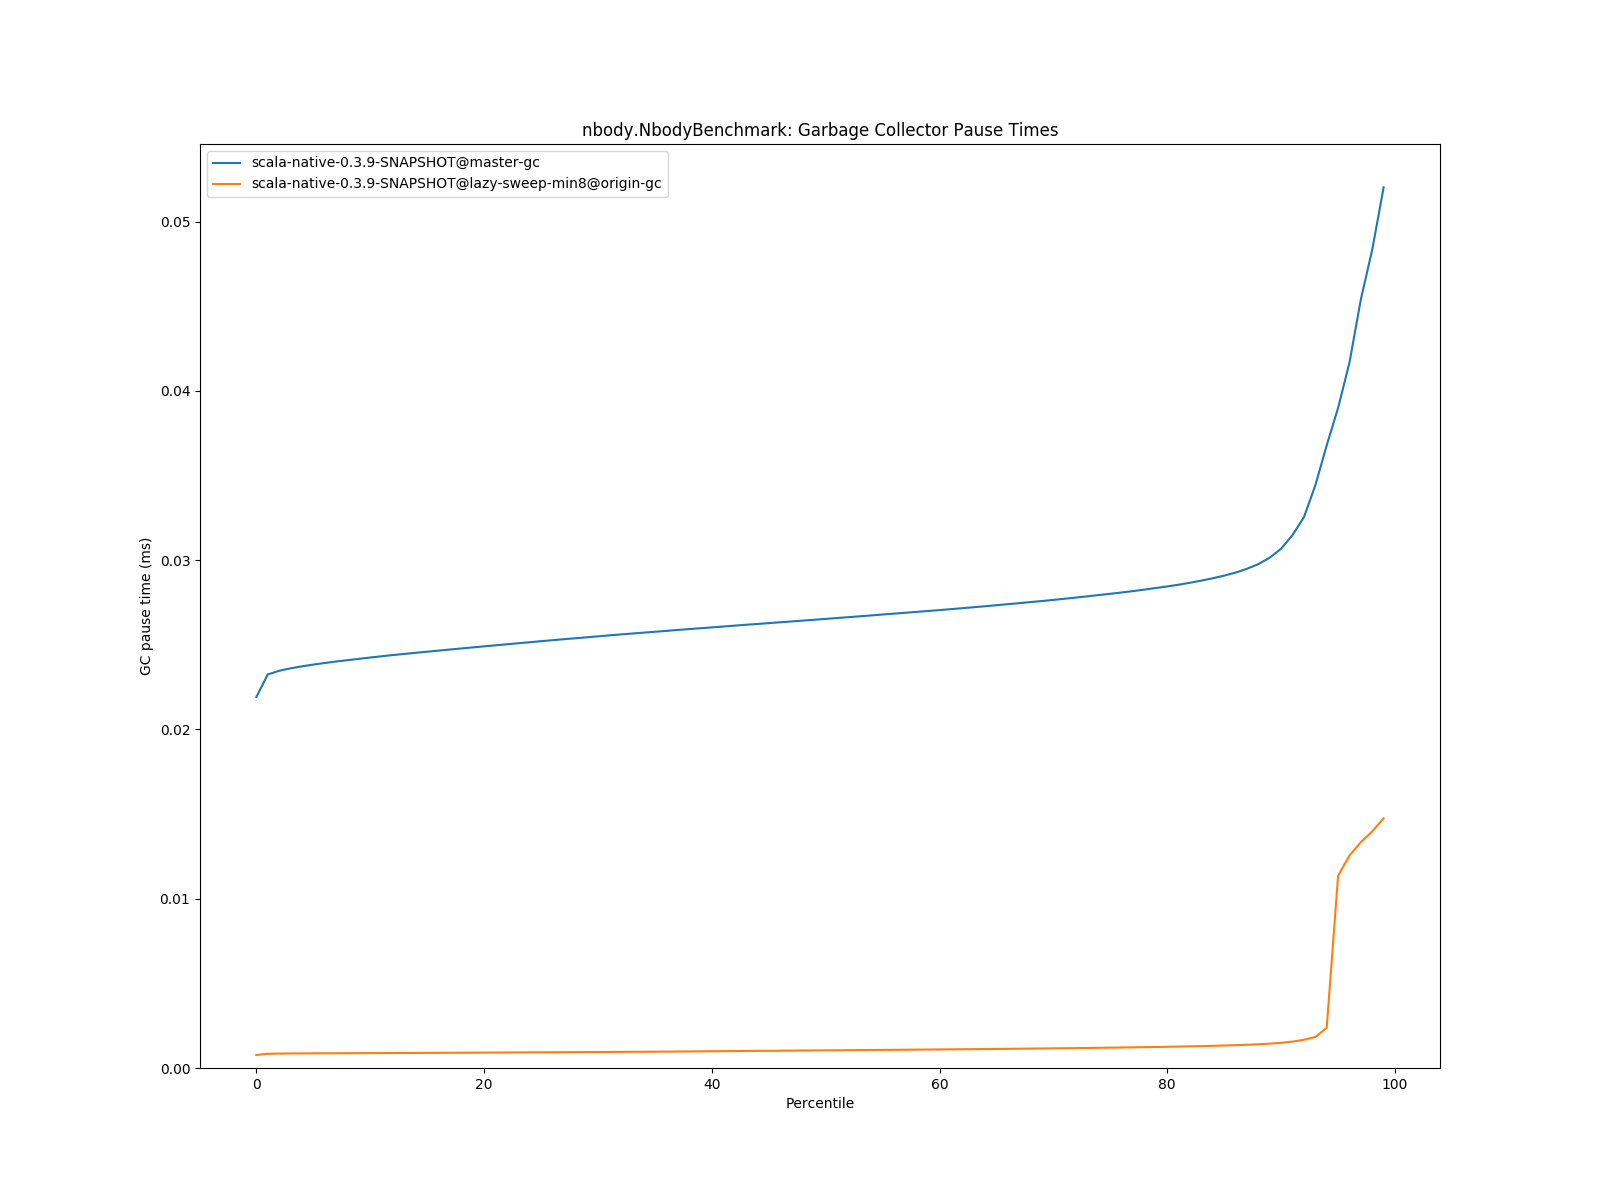 nbody.NbodyBenchmark: Garbage Collector Pause Times
scala-native-0.3.9-SNAPSHOT@master-gc
scala-native-0.3.9-SNAPSHOT@lazy-sweep-min8@origin-gc
0.05
0.04
0.03
0.02
0.01
0.00
GC pause time (ms)
0 20 40 60 80 100
Percentile